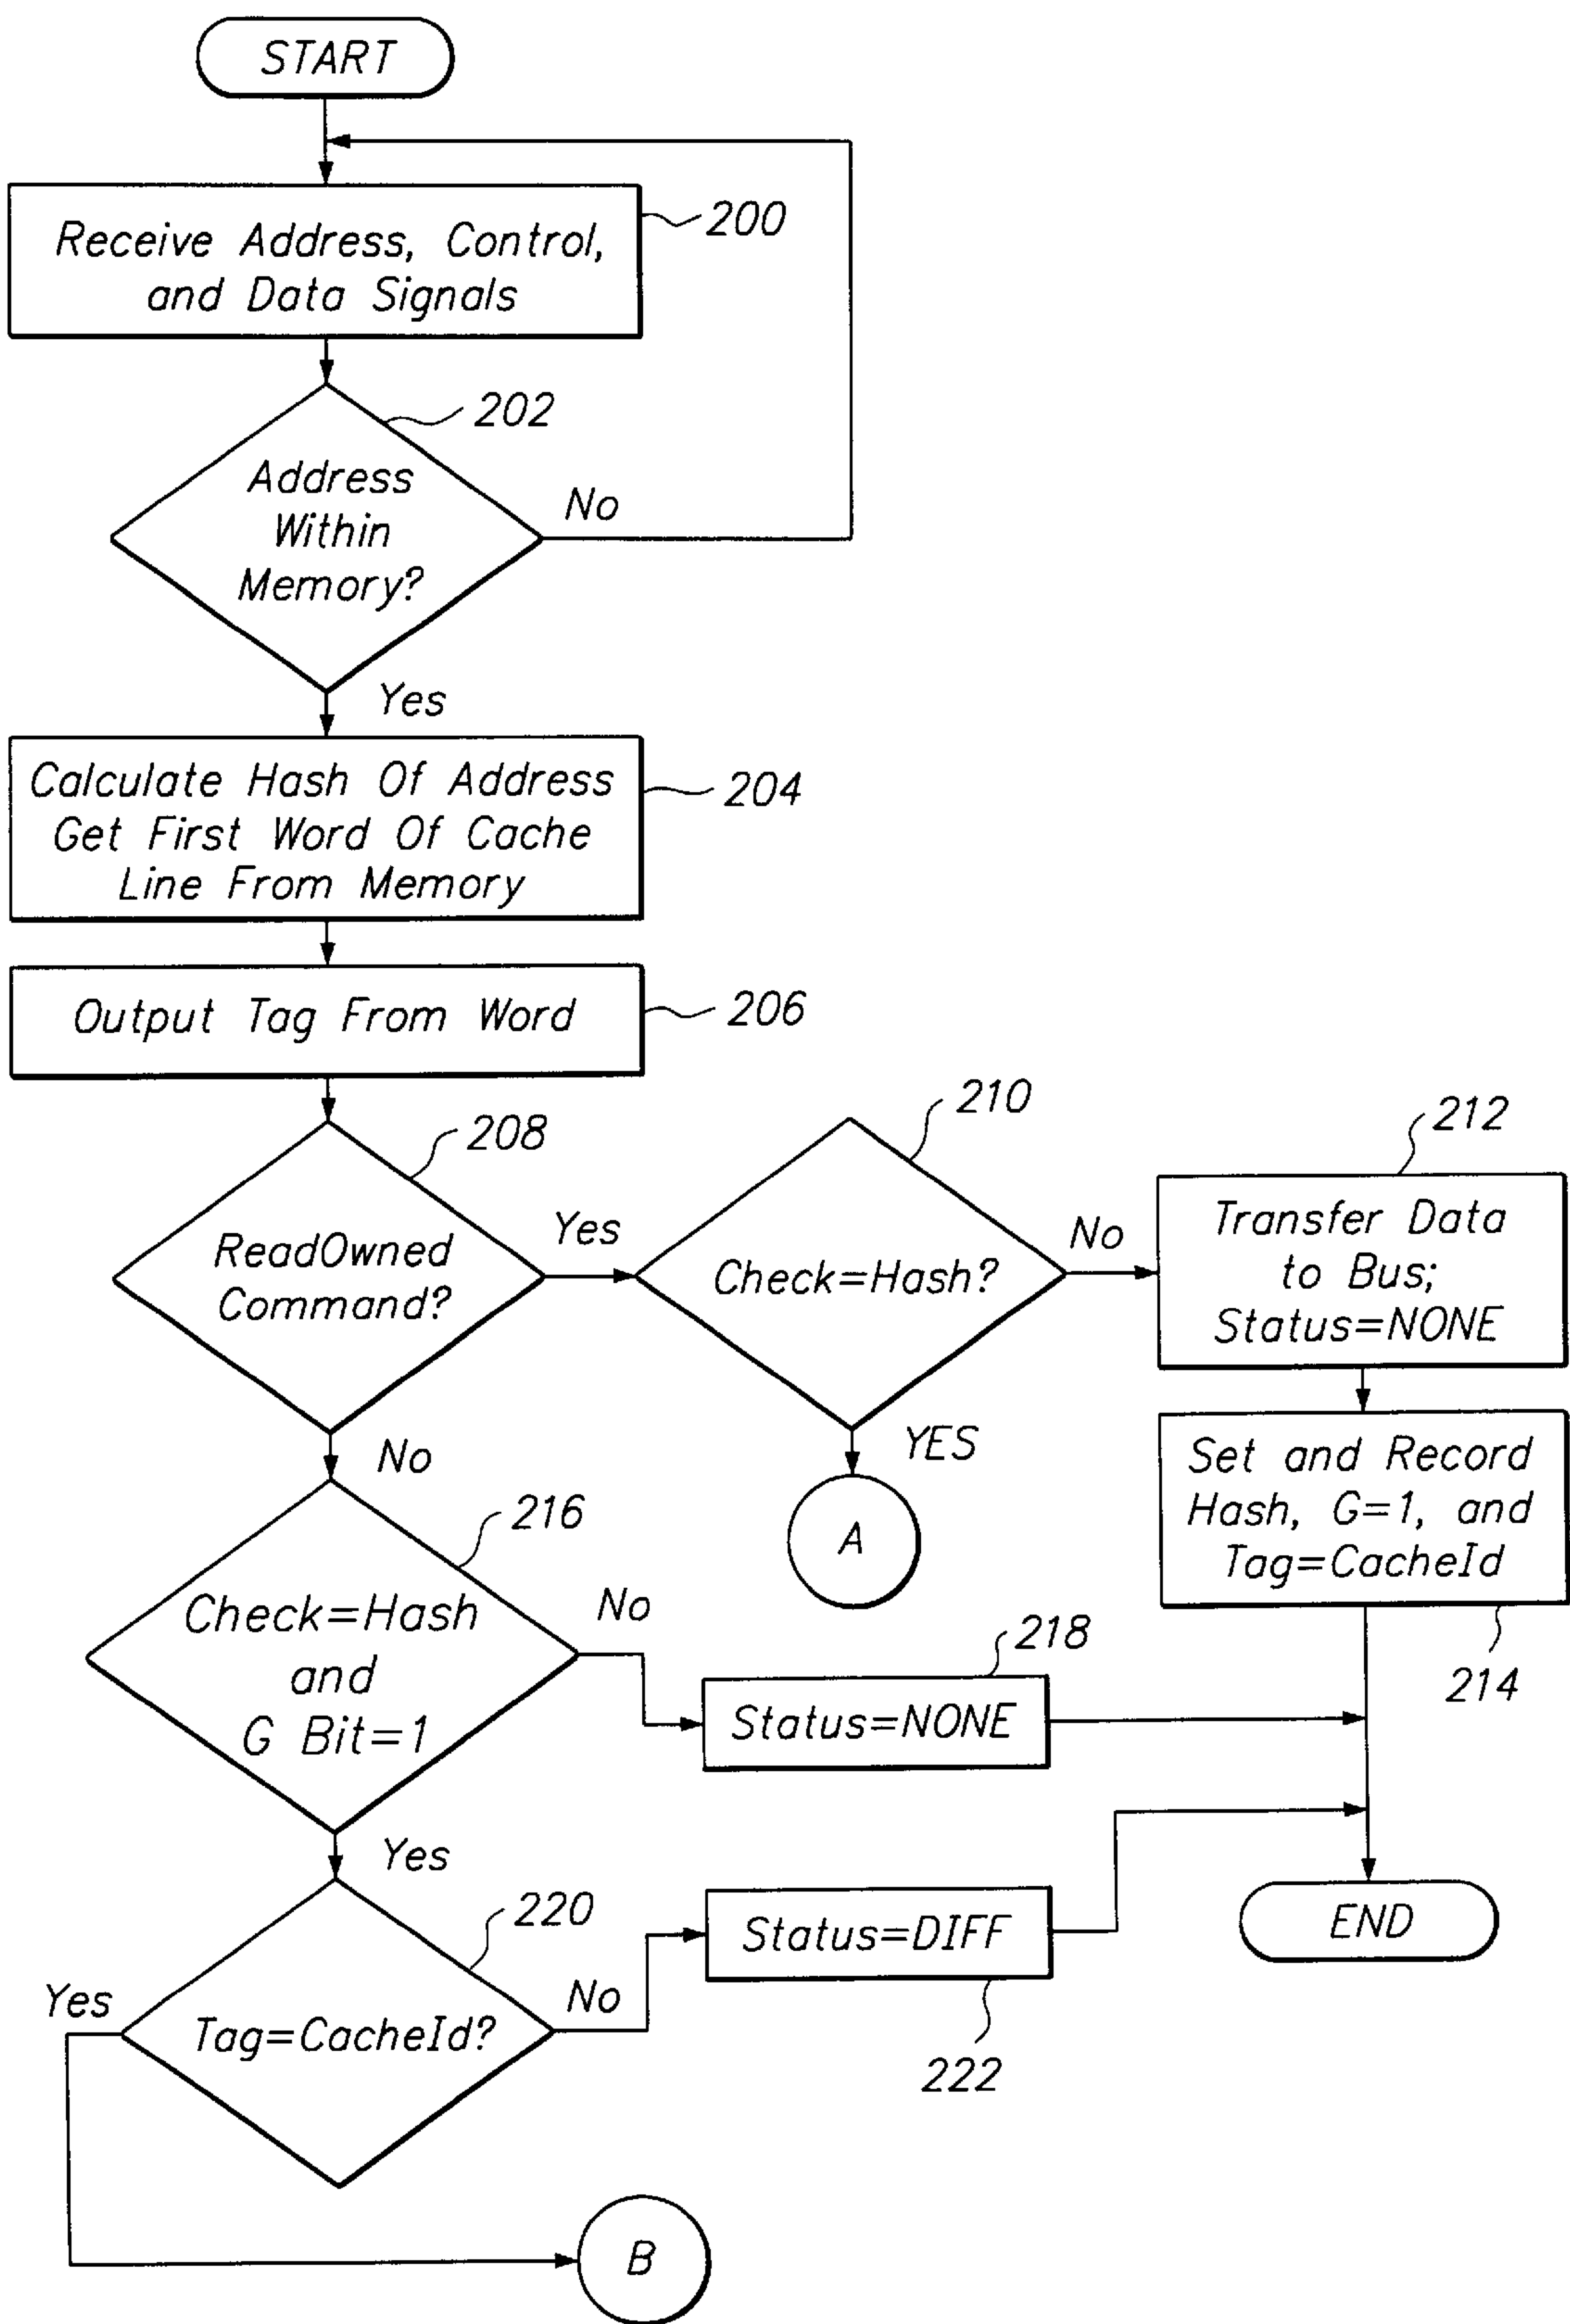 START
Receive Address, Control,
and Data Signals
200
202
Address
Within
Memory?
No
Yes
Calculate Hash Of Address
Get First Word Of Cache
Line From Memory
204
Output Tag From Word
206
208
ReadOwned
Command?
Yes
No
210
Check=Hash?
No
YES
A
212
Transfer Data
to Bus;
Status=NONE
Set and Record
Hash, G=1, and
Tag=CacheId
214
216
Check=Hash
and
G Bit=1
No
Yes
218
Status=NONE
220
Tag=CacheId?
Yes
No
Status=DIFF
222
END
B